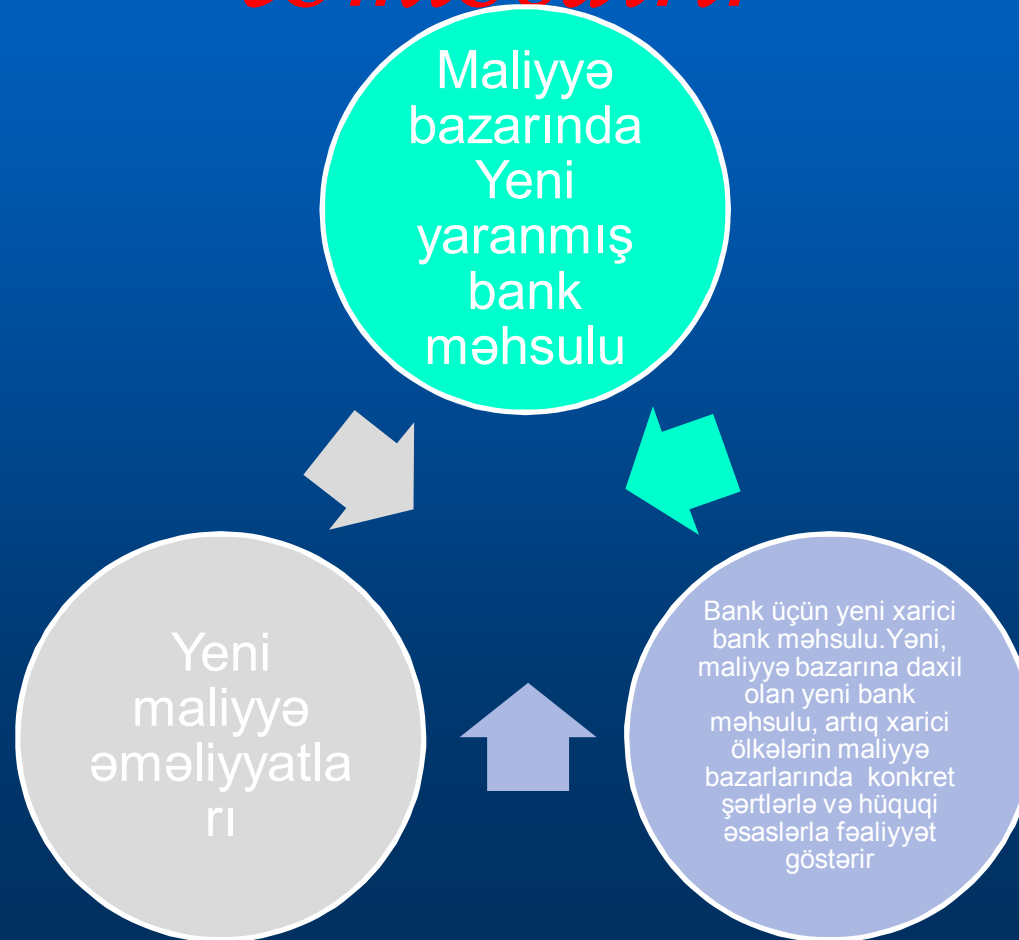 Maliyyə
bazarında
Yeni
yaranmış
bank
məhsulu
Yeni
maliyyə
əməliyyatla
rı
Bank üçün yeni xarici
bank məhsulu.Yəni,
maliyyə bazarına daxil
olan yeni bank
məhsulu, artıq xarici
ölkələrin maliyyə
bazarlarında konkret
şərtlərlə və hüquqi
əsaslərla fəaliyyət
göstərir